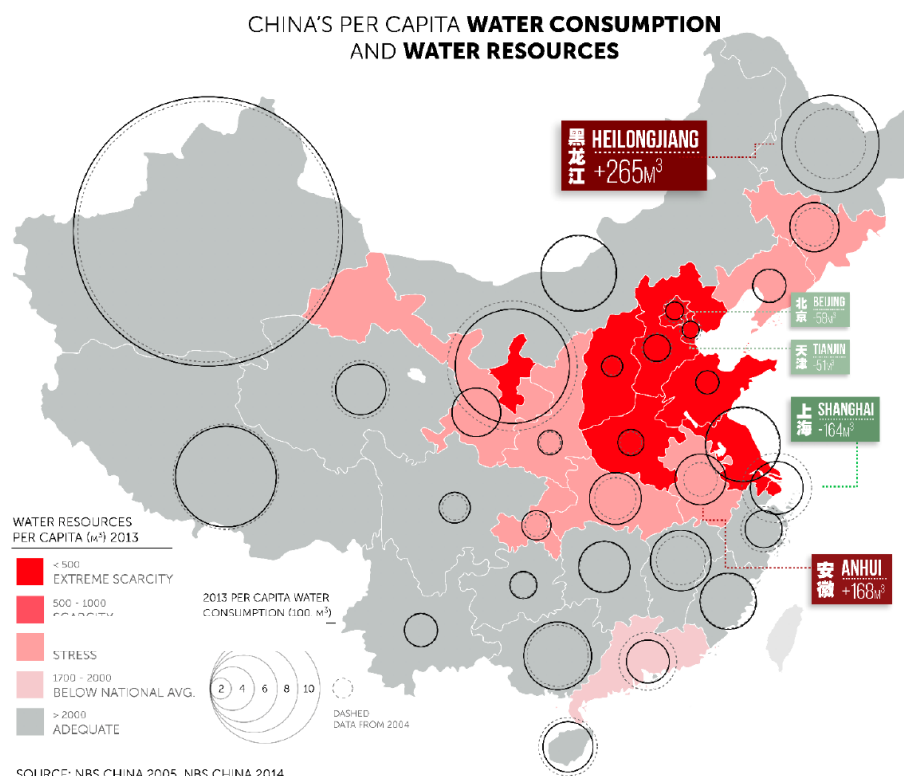 CHINA'S PER CAPITA WATER CONSUMPTION
AND WATER RESOURCES
黑龙江
HEILONGJIANG
+265M³
北京
BEIJING
-58M³
天津
TIANJIN
-51M³
上海
SHANGHAI
-164M³
安徽
ANHUI
+168M³
WATER RESOURCES
PER CAPITA (M³) 2013
< 500
EXTREME SCARCITY
500 - 1000
SCARCITY
STRESS
1700 - 2000
BELOW NATIONAL AVG.
> 2000
ADEQUATE
2013 PER CAPITA WATER
CONSUMPTION (100 M³)
2 4 6 8 10
DASHED
DATA FROM 2004
SOURCE: NBS CHINA 2005, NBS CHINA 2014